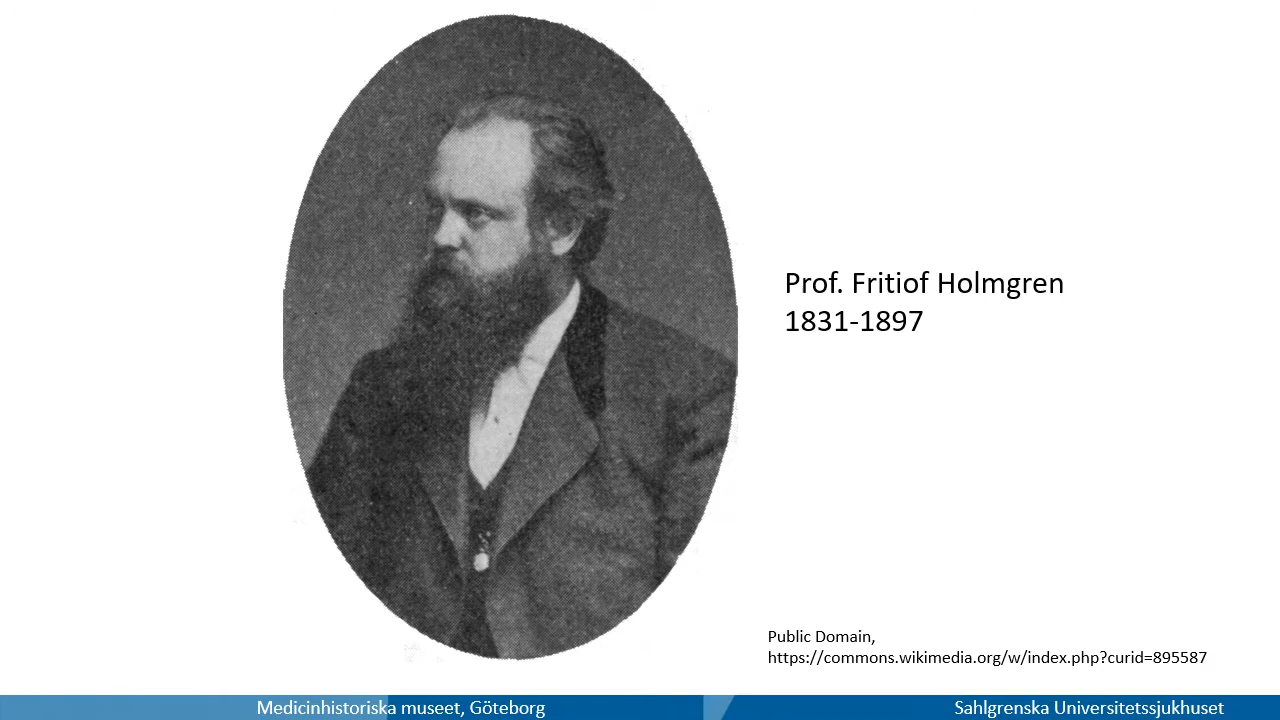 Prof. Fritiof Holmgren
1831-1897
Public Domain,
https://commons.wikimedia.org/w/index.php?curid=895587
Medicinhistoriska museet, Göteborg
Sahlgrenska Universitetssjukhuset